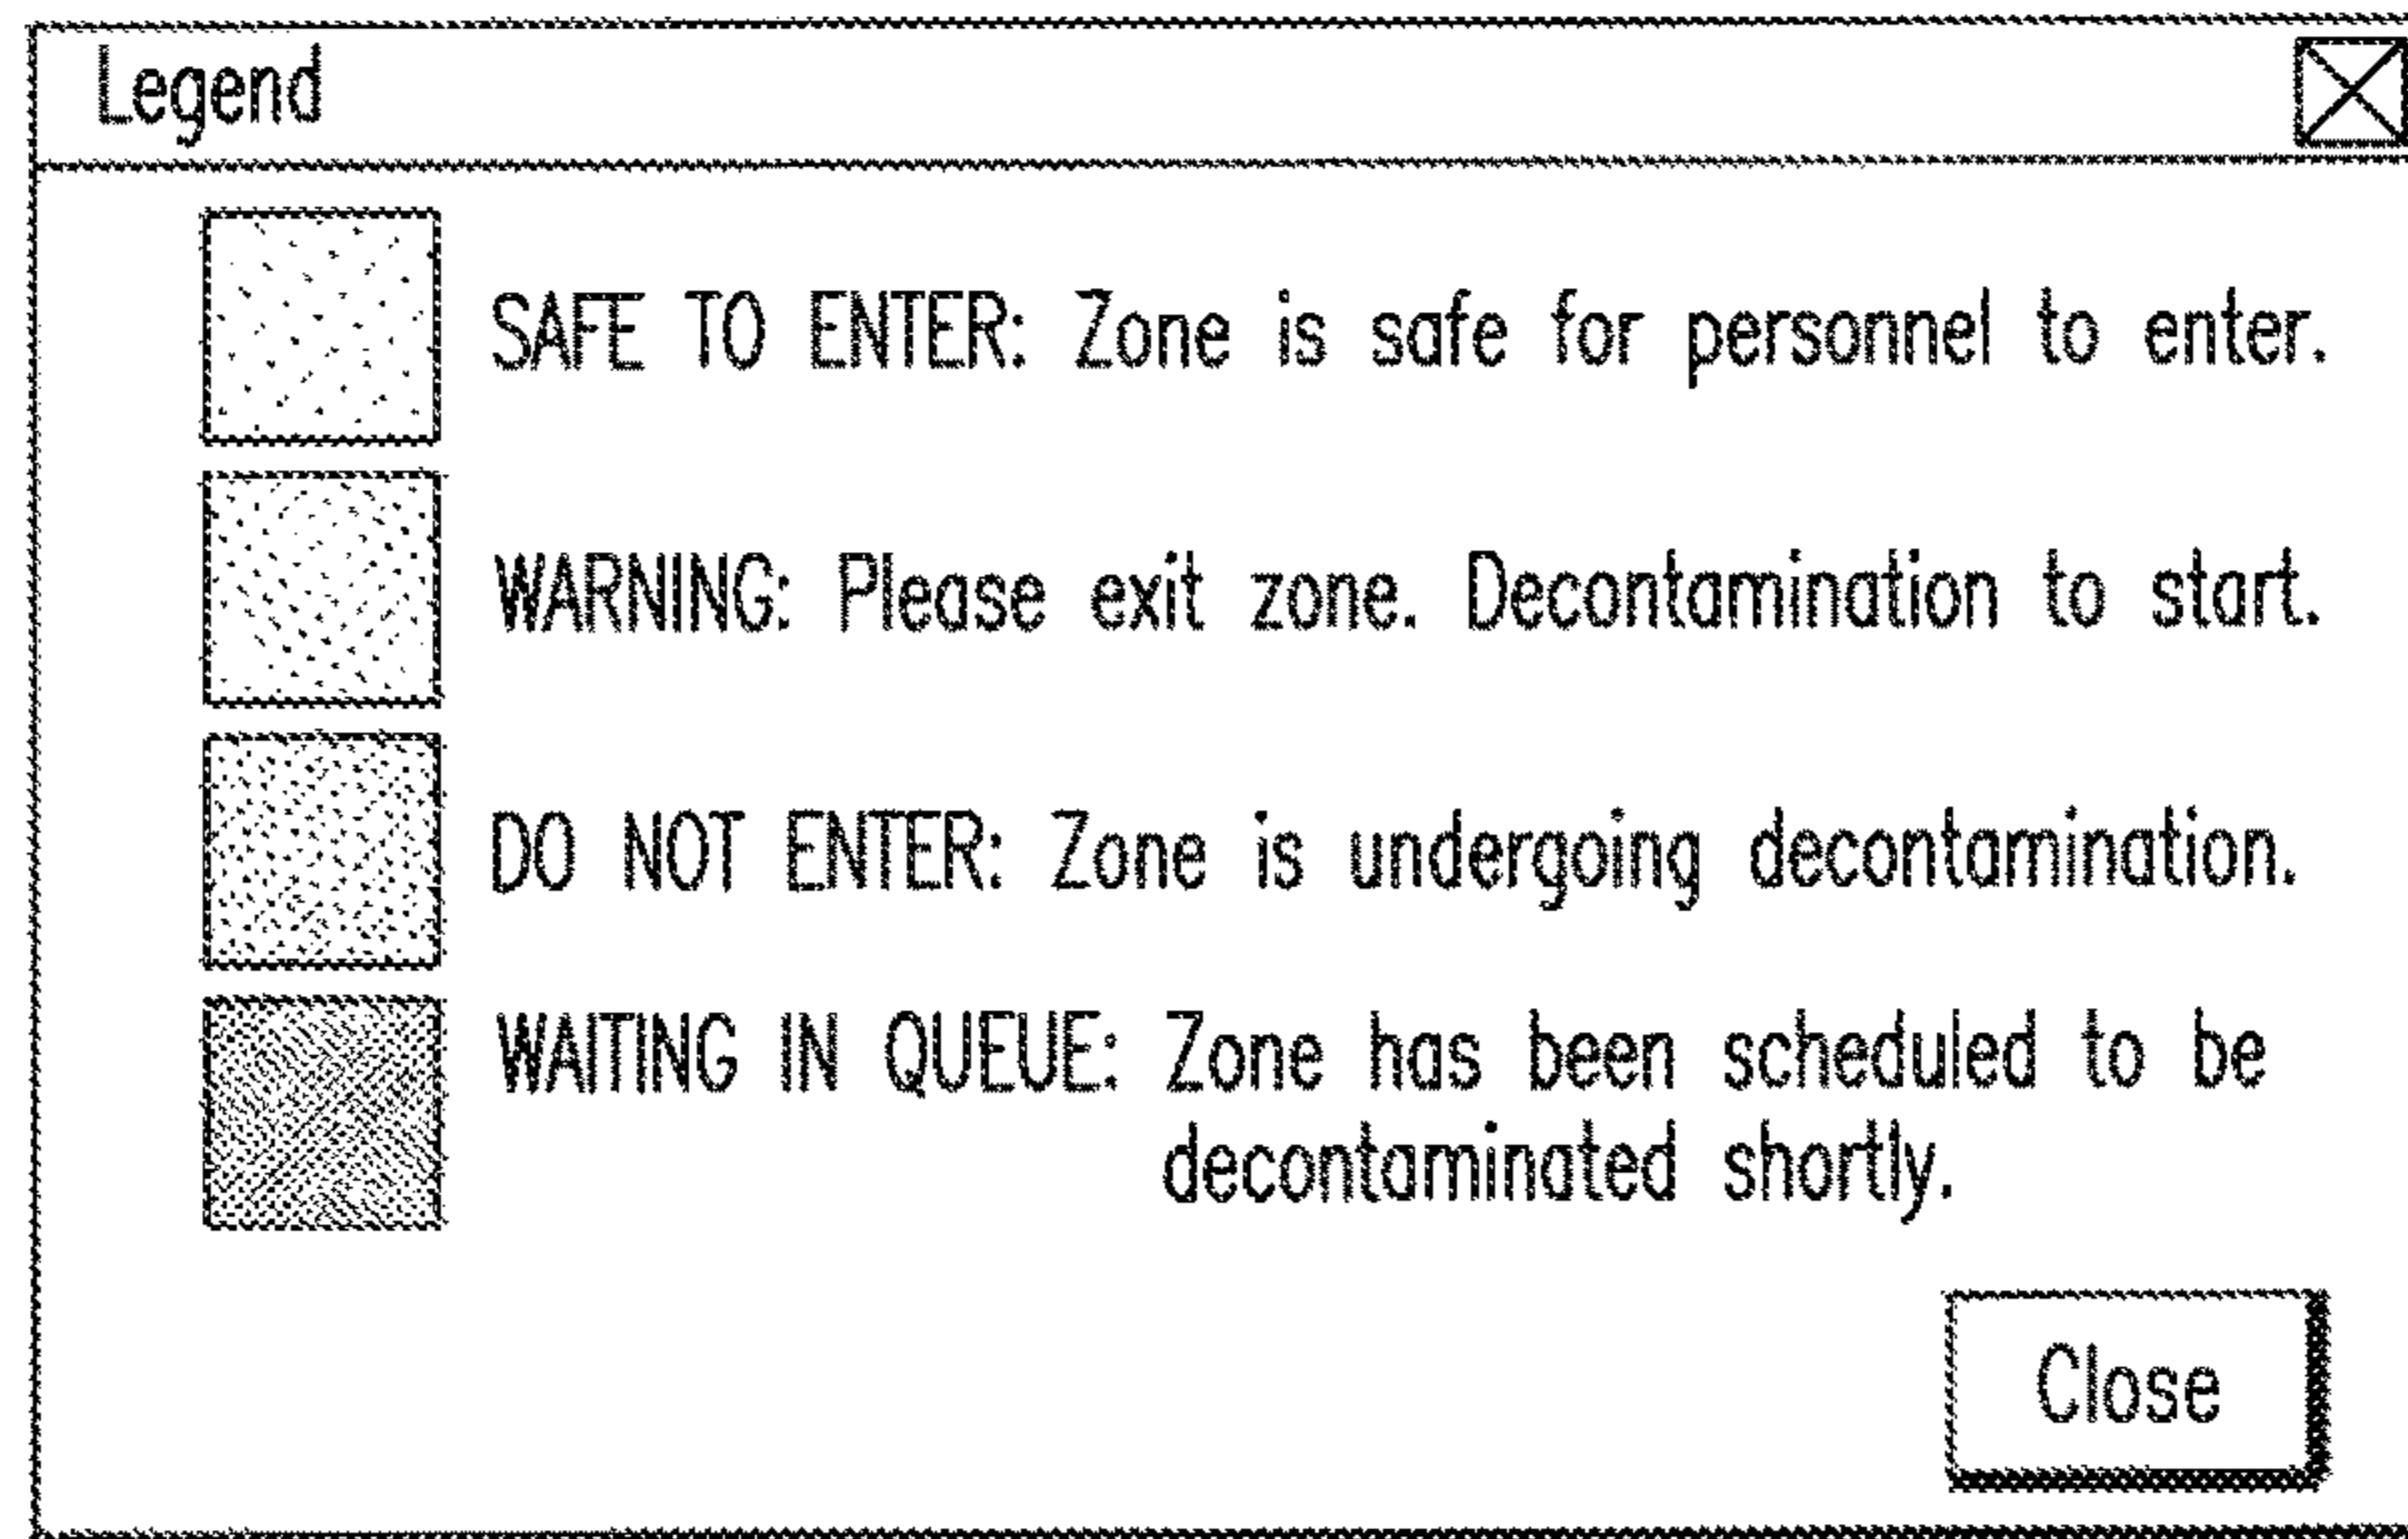 Legend
SAFE TO ENTER: Zone is safe for personnel to enter.
WARNING: Please exit zone. Decontamination to start.
DO NOT ENTER: Zone is undergoing decontamination.
WAITING IN QUEUE: Zone has been scheduled to be
decontaminated shortly.
Close